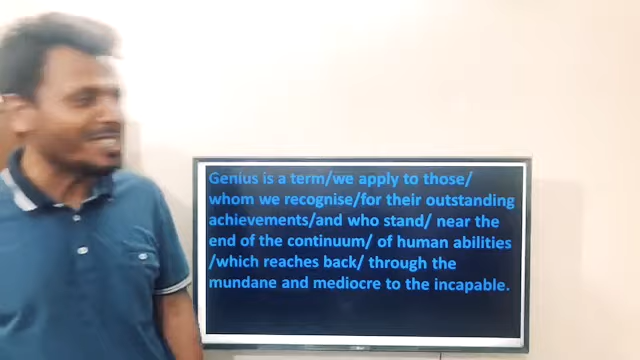 Genius is a term/we apply to those/
whom we recognise/for their outstanding
achievements/and who stand/ near the
end of the continuum/ of human abilities
/which reaches back/ through the
mundane and mediocre to the incapable.